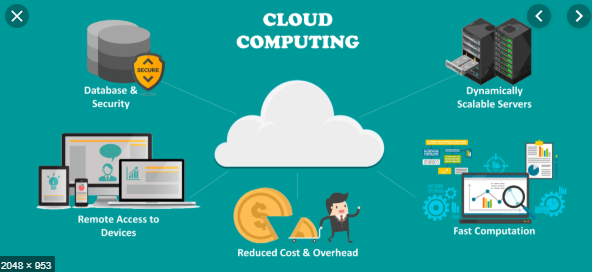 CLOUD
COMPUTING
Database &
Security
SECURE
Dynamically
Scalable Servers
Remote Access to
Devices
Reduced Cost & Overhead
Fast Computation
2048 × 953